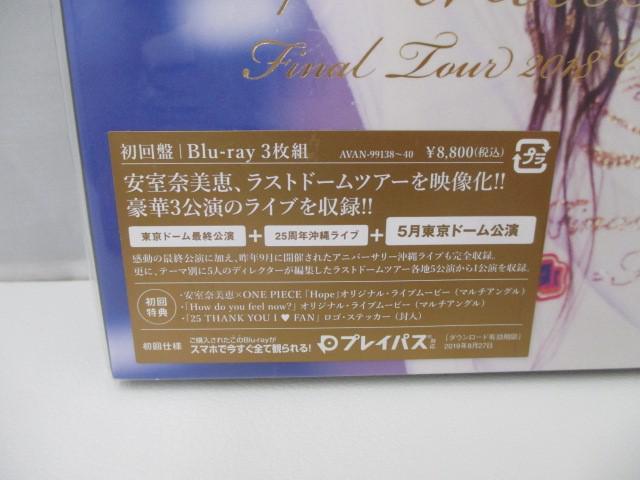 Final Tour 2018
初回盤 | Blu-ray 3枚組 AVAN-99138~40 ¥8,800(税込)
プラ
安室奈美恵、ラストドームツアーを映像化!!
豪華3公演のライブを収録!!
東京ドーム最終公演 + 25周年沖縄ライブ + 5月東京ドーム公演
感動の最終公演に加え、昨年9月に開催されたアニバーサリー沖縄ライブも完全収録。
更に、テーマ別に5人のディレクターが編集したラストドームツアー各地5公演から1公演を収録。
初回特典
・安室奈美恵×ONE PIECE「Hope」オリジナル・ライブムービー(マルチアングル)
・「How do you feel now?」オリジナル・ライブムービー(マルチアングル)
・「25 THANK YOU I ♥ FAN」ロゴ・ステッカー(封入)
初回仕様 ご購入されたこのBlu-rayが
スマホで今すぐ全て観られる! プレイパス®対応 [ダウンロード有効期限]
2019年8月27日